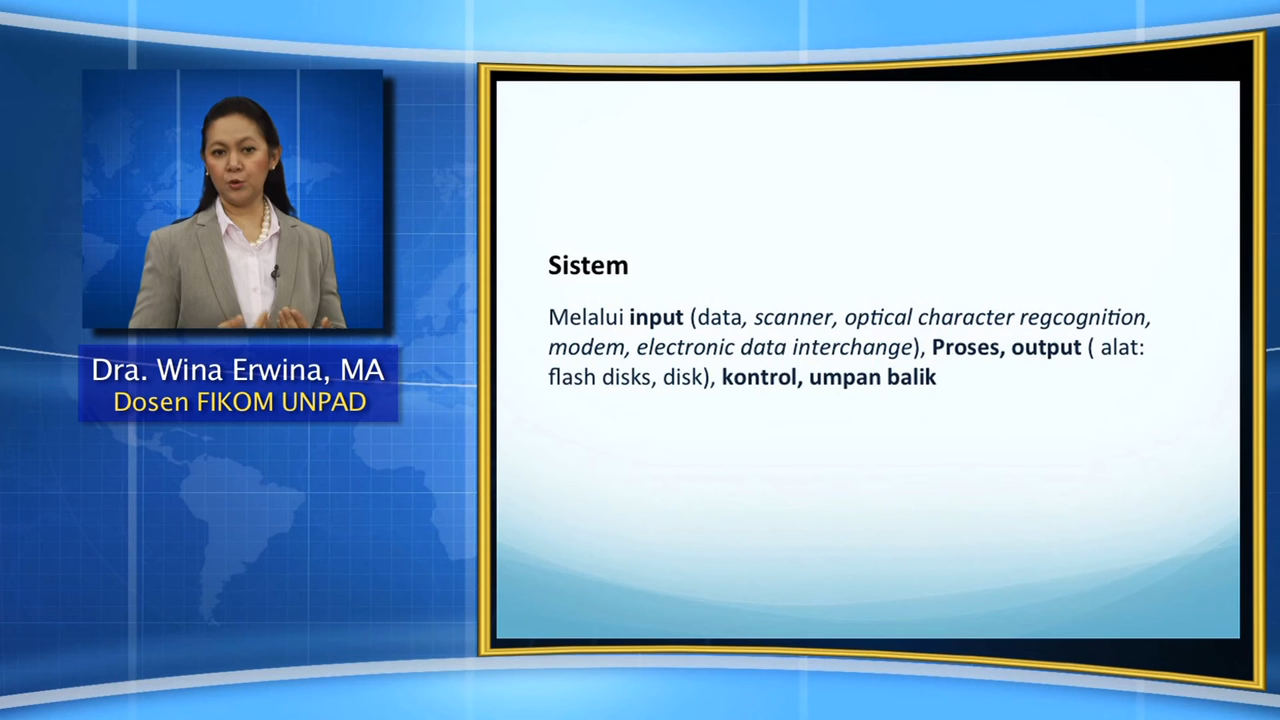 Dra. Wina Erwina, MA
Dosen FIKOM UNPAD
Sistem
Melalui input (data, scanner, optical character regcognition,
modem, electronic data interchange), Proses, output ( alat:
flash disks, disk), kontrol, umpan balik